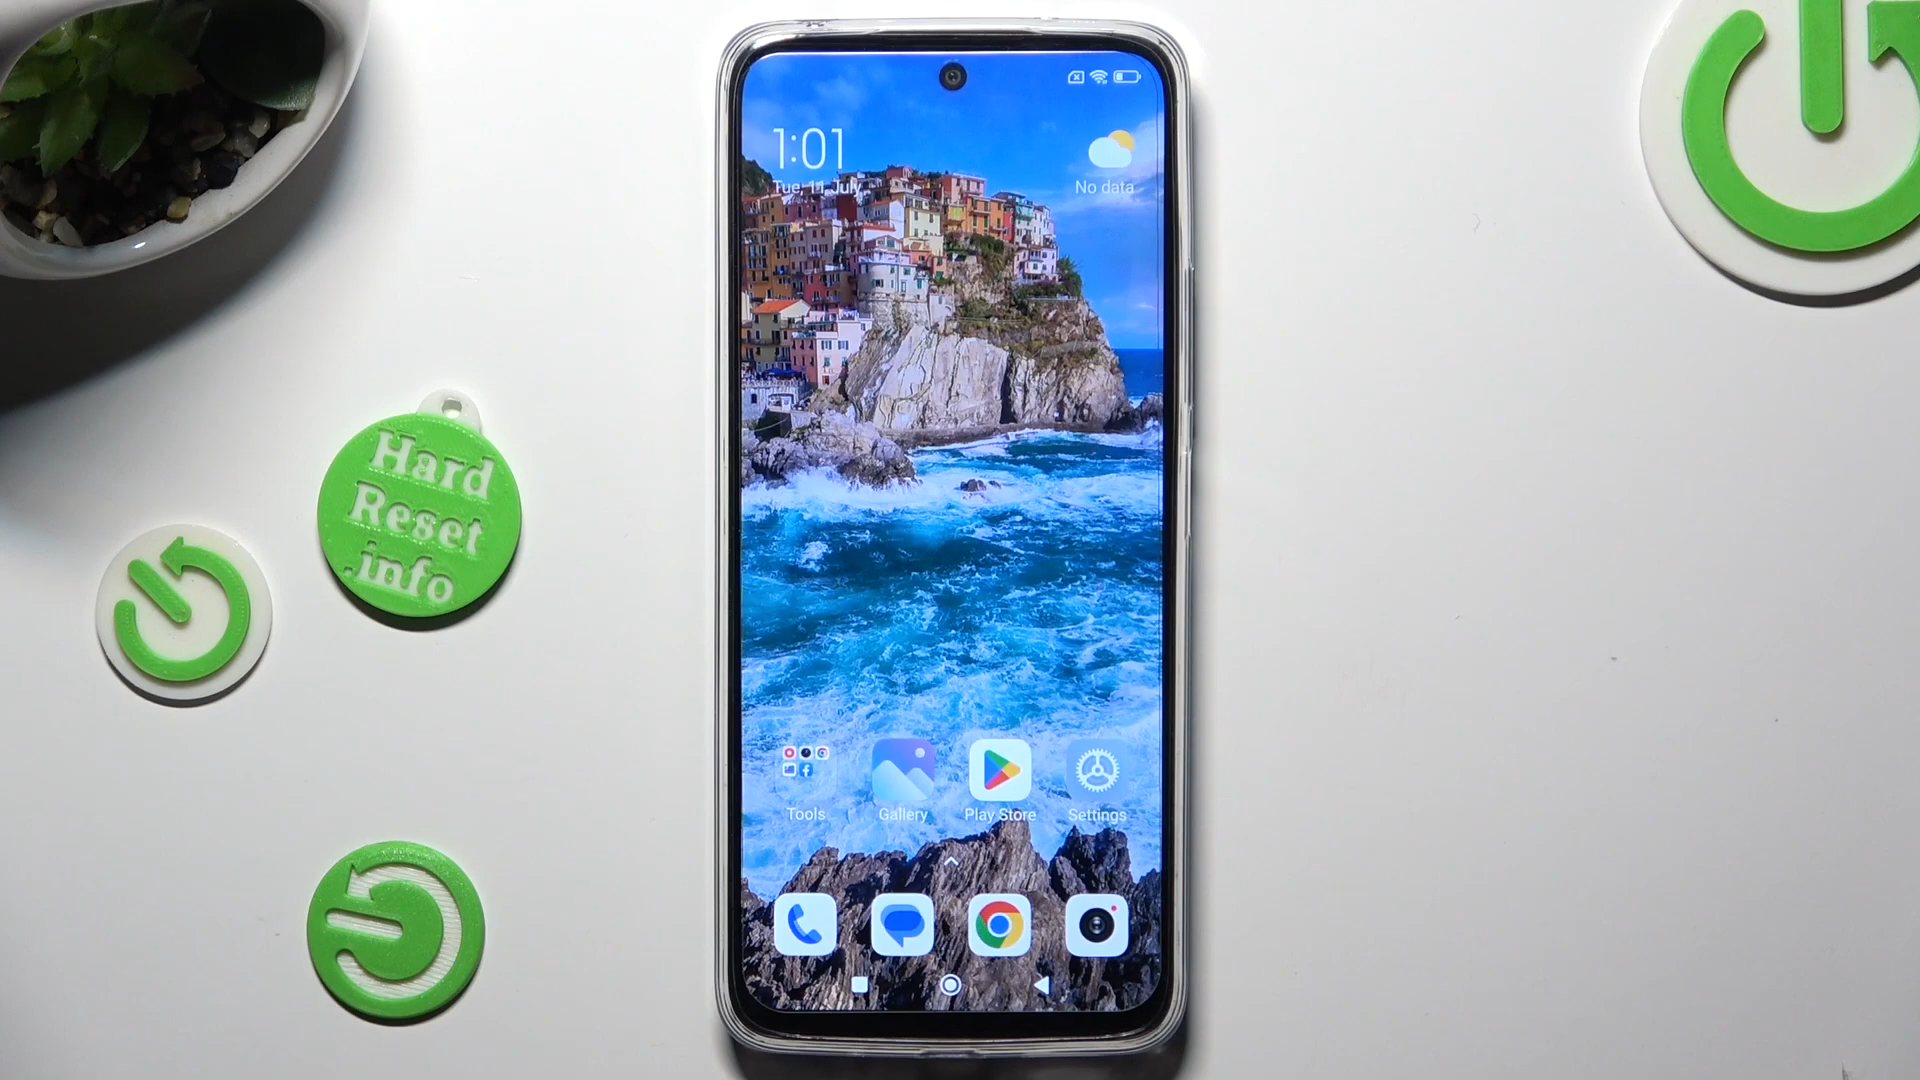 Hard
Reset
.info
1:01
Tue, 11 July
No data
Tools
Gallery
Play Store
Settings